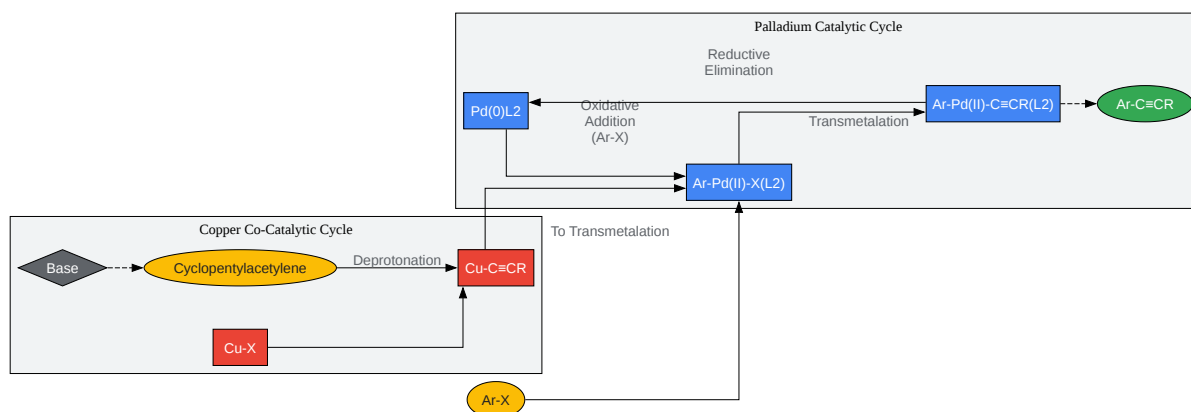 Palladium Catalytic Cycle
Reductive
Elimination
Pd(0)L2
Oxidative
Addition
(Ar-X)
Transmetalation
Ar-Pd(II)-C≡CR(L2)
Ar-C≡CR
Ar-Pd(II)-X(L2)
Copper Co-Catalytic Cycle
To Transmetalation
Base
Cyclopentylacetylene
Deprotonation
Cu-C≡CR
Cu-X
Ar-X